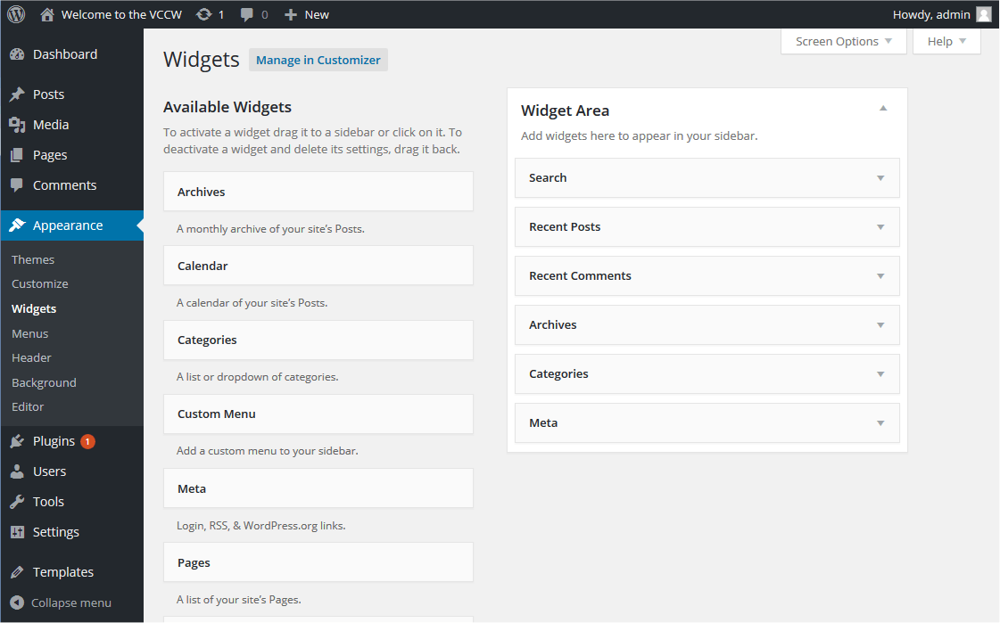 Welcome to the VCCW 1 0 New Howdy, admin
Dashboard
Posts
Media
Pages
Comments
Appearance
Themes
Customize
Widgets
Menus
Header
Background
Editor
Plugins 1
Users
Tools
Settings
Templates
Collapse menu
Screen Options Help
Widgets Manage in Customizer
Available Widgets
To activate a widget drag it to a sidebar or click on it. To
deactivate a widget and delete its settings, drag it back.
Archives
A monthly archive of your site’s Posts.
Calendar
A calendar of your site’s Posts.
Categories
A list or dropdown of categories.
Custom Menu
Add a custom menu to your sidebar.
Meta
Login, RSS, & WordPress.org links.
Pages
A list of your site’s Pages.
Widget Area
Add widgets here to appear in your sidebar.
Search
Recent Posts
Recent Comments
Archives
Categories
Meta